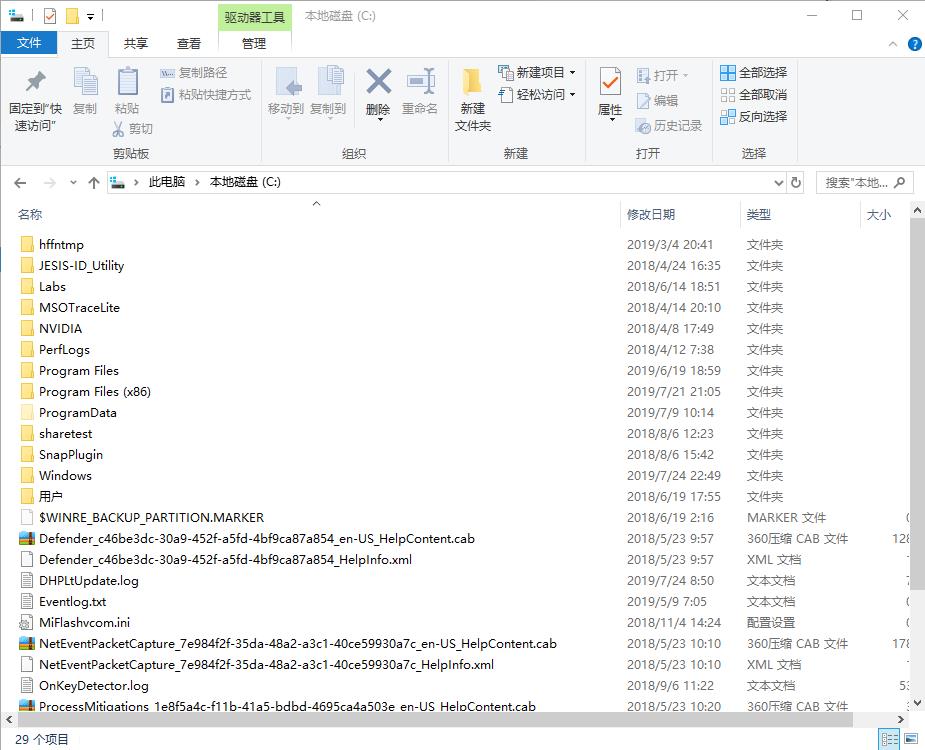 驱动器工具 本地磁盘 (C:)
文件 主页 共享 查看 管理
固定到“快速访问”
复制
粘贴
复制路径
粘贴快捷方式
剪切
剪贴板
移动到
复制到
删除
重命名
组织
新建文件夹
新建项目
轻松访问
新建
属性
打开
编辑
历史记录
打开
全部选择
全部取消
反向选择
选择
此电脑 › 本地磁盘 (C:)
搜索"本地...
名称 修改日期 类型 大小
hffntmp 2019/3/4 20:41 文件夹
JESIS-ID_Utility 2018/4/24 16:35 文件夹
Labs 2018/6/14 18:51 文件夹
MSOTraceLite 2018/4/14 20:10 文件夹
NVIDIA 2018/4/8 17:49 文件夹
PerfLogs 2018/4/12 7:38 文件夹
Program Files 2019/6/19 18:59 文件夹
Program Files (x86) 2019/7/21 21:05 文件夹
ProgramData 2019/7/9 10:14 文件夹
sharetest 2018/8/6 12:23 文件夹
SnapPlugin 2018/8/6 15:42 文件夹
Windows 2019/7/24 22:49 文件夹
用户 2018/6/19 17:55 文件夹
$WINRE_BACKUP_PARTITION.MARKER 2018/6/19 2:16 MARKER 文件
Defender_c46be3dc-30a9-452f-a5fd-4bf9ca87a854_en-US_HelpContent.cab 2018/5/23 9:57 360压缩 CAB 文件 128
Defender_c46be3dc-30a9-452f-a5fd-4bf9ca87a854_HelpInfo.xml 2018/5/23 9:57 XML 文档
DHPLtUpdate.log 2019/7/24 8:50 文本文档
Eventlog.txt 2019/5/9 7:05 文本文档
MiFlashvcom.ini 2018/11/4 14:24 配置设置
NetEventPacketCapture_7e984f2f-35da-48a2-a3c1-40ce59930a7c_en-US_HelpContent.cab 2018/5/23 10:10 360压缩 CAB 文件 178
NetEventPacketCapture_7e984f2f-35da-48a2-a3c1-40ce59930a7c_HelpInfo.xml 2018/5/23 10:10 XML 文档
OnKeyDetector.log 2018/9/6 11:22 文本文档
ProcessMitigations_1e8f5a4c-f11b-41a5-bdbd-4695ca4a503e_en-US_HelpContent.cab 2018/5/23 10:20 360压缩 CAB 文件
29 个项目